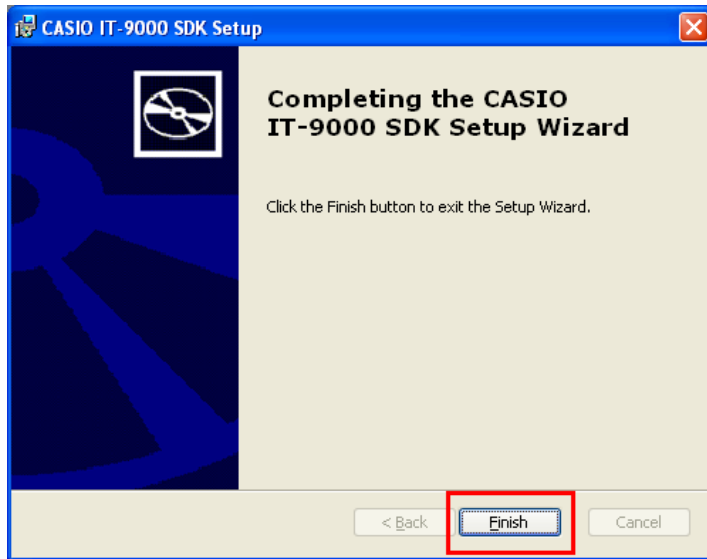 CASIO IT-9000 SDK Setup
Completing the CASIO
IT-9000 SDK Setup Wizard
Click the Finish button to exit the Setup Wizard.
< Back
Finish
Cancel